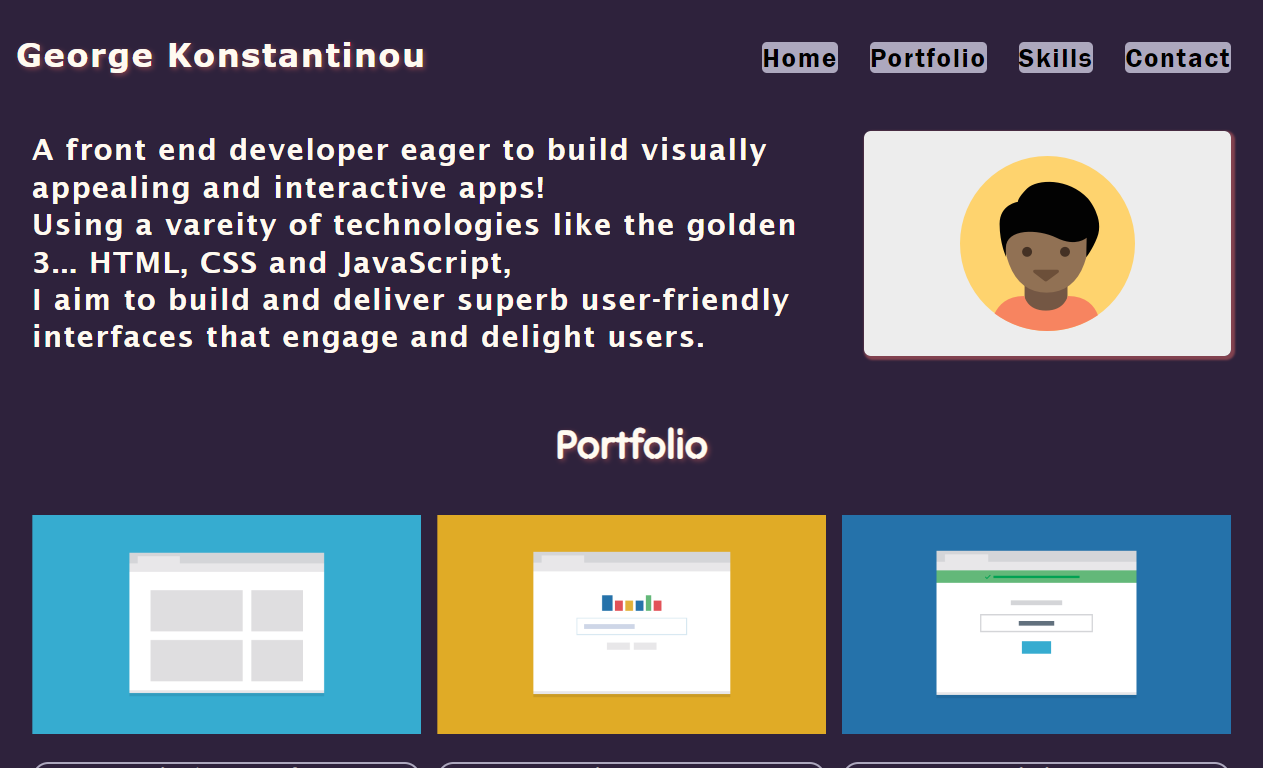 George Konstantinou
Home Portfolio Skills Contact
A front end developer eager to build visually
appealing and interactive apps!
Using a vareity of technologies like the golden
3... HTML, CSS and JavaScript,
I aim to build and deliver superb user-friendly
interfaces that engage and delight users.
Portfolio